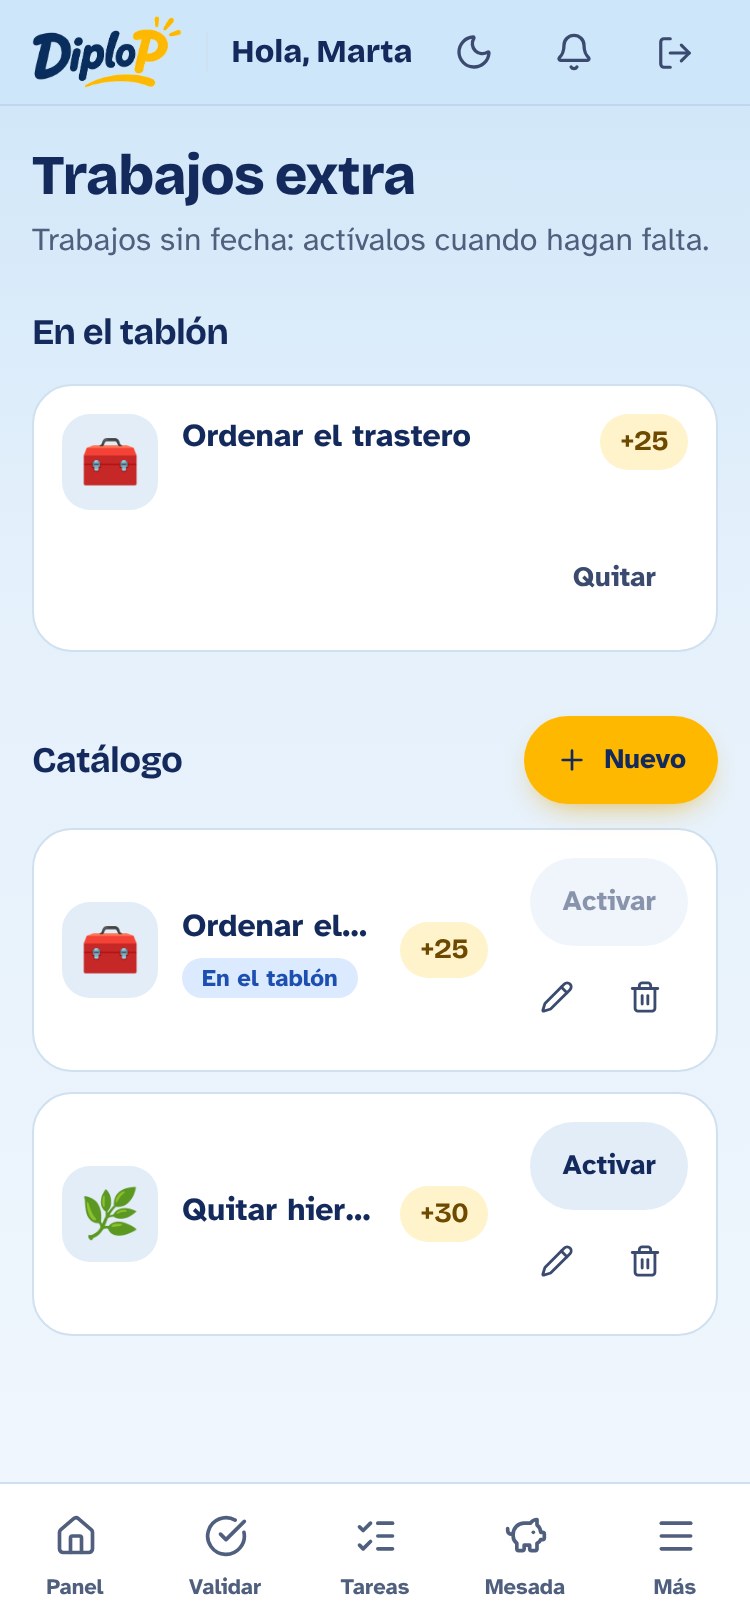 DiploP
Hola, Marta
Trabajos extra
Trabajos sin fecha: actívalos cuando hagan falta.
En el tablón
Ordenar el trastero
+25
Quitar
Catálogo
+ Nuevo
Ordenar el...
En el tablón
+25
Activar
Quitar hier...
+30
Activar
Panel
Validar
Tareas
Mesada
Más